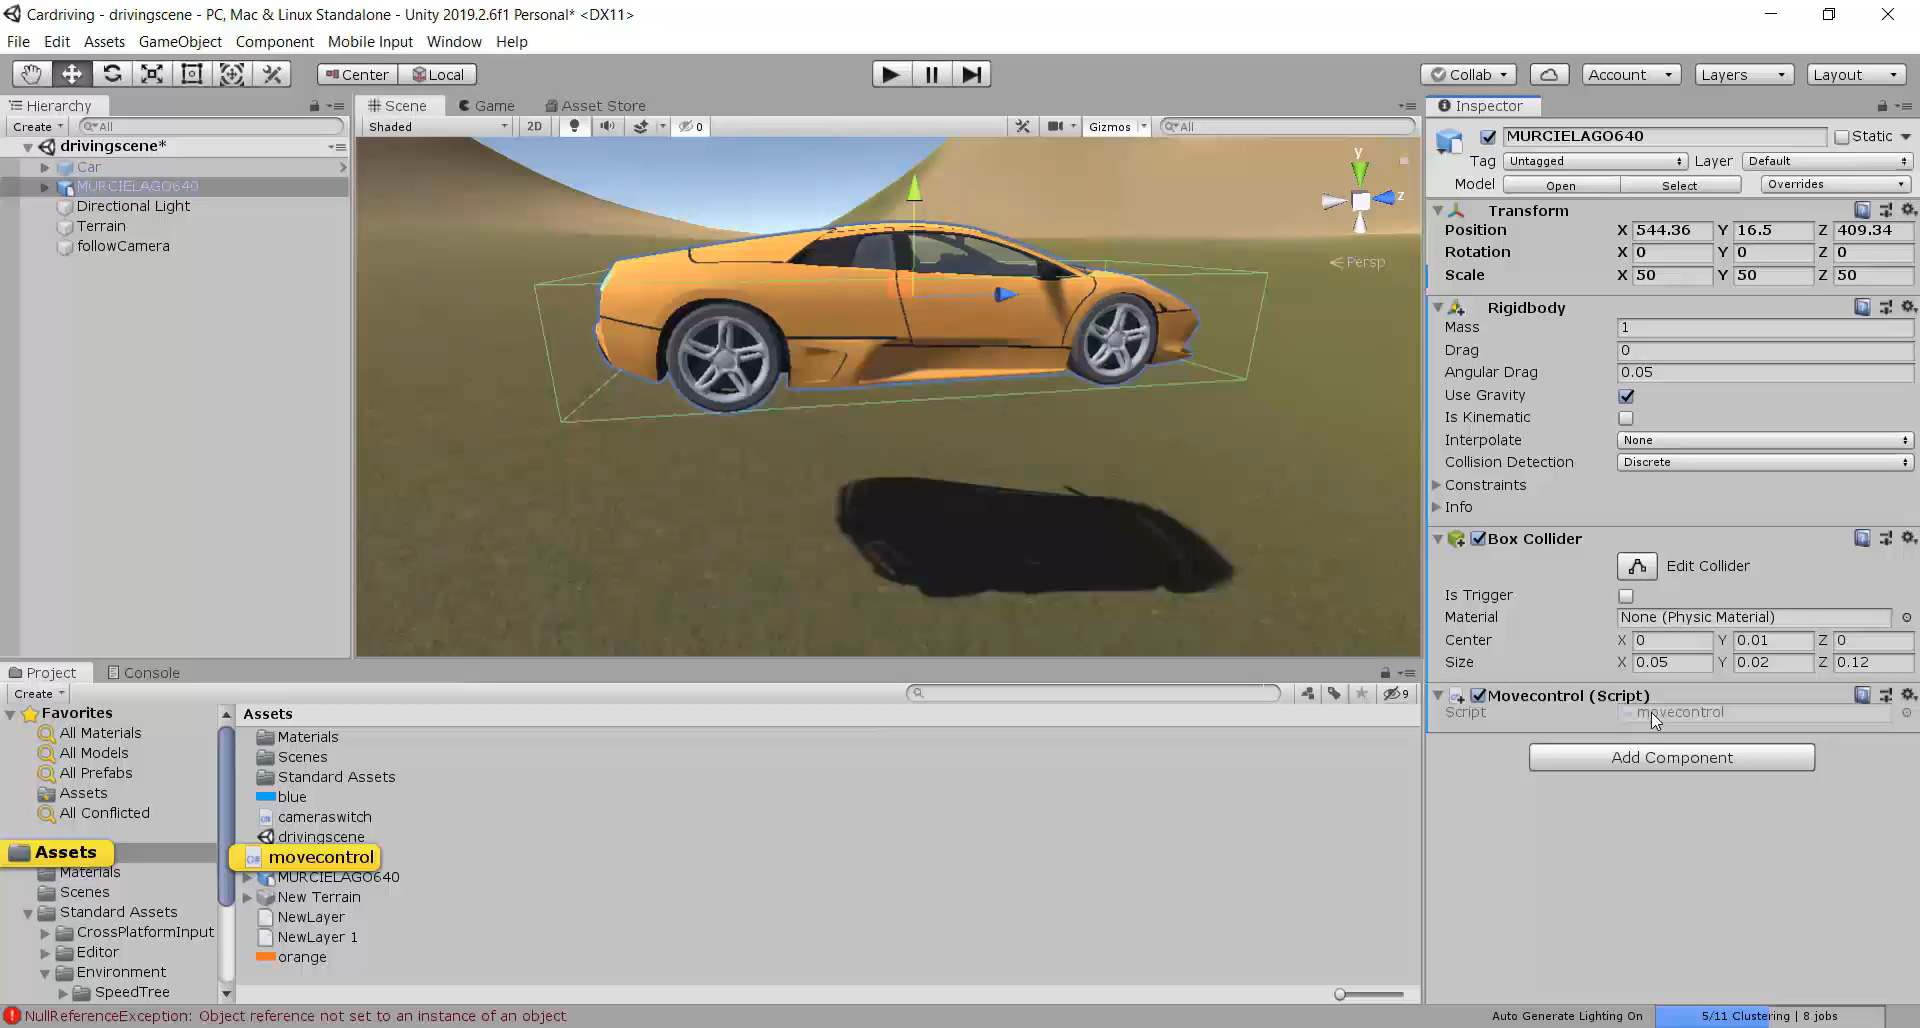 Cardriving - drivingscene - PC, Mac & Linux Standalone - Unity 2019.2.6f1 Personal* <DX11>
File Edit Assets GameObject Component Mobile Input Window Help
Center Local Collab Account Layers Layout
Hierarchy
Create All
drivingscene*
Car
MURCIELAGO640
Directional Light
Terrain
followCamera
Scene Game Asset Store
Shaded 2D 0 Gizmos All
y
z
Persp
Inspector
MURCIELAGO640 Static
Tag Untagged Layer Default
Model Open Select Overrides
Transform
Position X 544.36 Y 16.5 Z 409.34
Rotation X 0 Y 0 Z 0
Scale X 50 Y 50 Z 50
Rigidbody
Mass 1
Drag 0
Angular Drag 0.05
Use Gravity
Is Kinematic
Interpolate None
Collision Detection Discrete
Constraints
Info
Box Collider
Edit Collider
Is Trigger
Material None (Physic Material)
Center X 0 Y 0.01 Z 0
Size X 0.05 Y 0.02 Z 0.12
Movecontrol (Script)
Script movecontrol
Add Component
Project Console
Create 9
Favorites
All Materials
All Models
All Prefabs
Assets
All Conflicted
Assets
Materials
Scenes
Standard Assets
CrossPlatformInput
Editor
Environment
SpeedTree
Assets
Materials
Scenes
Standard Assets
blue
cameraswitch
drivingscene
C# movecontrol
MURCIELAGO640
New Terrain
NewLayer
NewLayer 1
orange
NullReferenceException: Object reference not set to an instance of an object
Auto Generate Lighting On 5/11 Clustering | 8 jobs